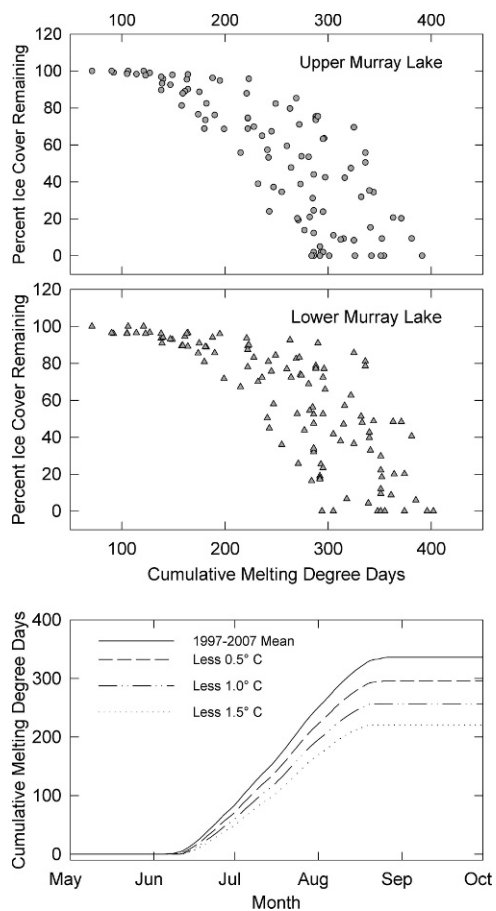 100 200 300 400
120
100
80
60
40
20
0
Percent Ice Cover Remaining
Upper Murray Lake
120
100
80
60
40
20
0
Percent Ice Cover Remaining
Lower Murray Lake
100 200 300 400
Cumulative Melting Degree Days
400
300
200
100
0
Cumulative Melting Degree Days
1997-2007 Mean
Less 0.5° C
Less 1.0° C
Less 1.5° C
May Jun Jul Aug Sep Oct
Month